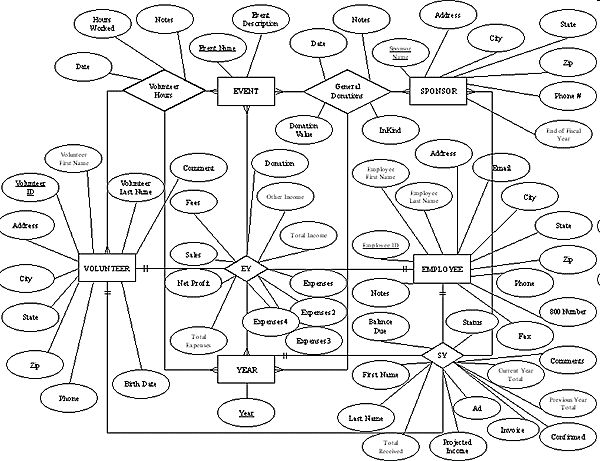 Hours
Worked
Notes
Event Name
Event
Description
Date
Notes
Sponsor
Name
Address
City
State
Date
Volunteer
Hours
EVENT
General
Donations
SPONSOR
Zip
Phone #
Donation
Value
InKind
End of Fiscal
Year
Volunteer
First Name
Volunteer
ID
Volunteer
Last Name
Comment
Donation
Employee
First Name
Address
Email
Fees
Other Income
Employee
Last Name
City
Address
Total Income
Employee ID
State
Sales
VOLUNTEER
EY
EMPLOYEE
Zip
City
Net Profit
Expenses
Notes
Phone
State
Expenses4
Expenses2
Balance
Due
Status
800 Number
Total
Expenses
Expenses3
Fax
Zip
Phone
Birth Date
YEAR
First Name
SY
Current Year
Total
Comments
Year
Last Name
Ad
Previous Year
Total
Total
Received
Projected
Income
Invoice
Confirmed